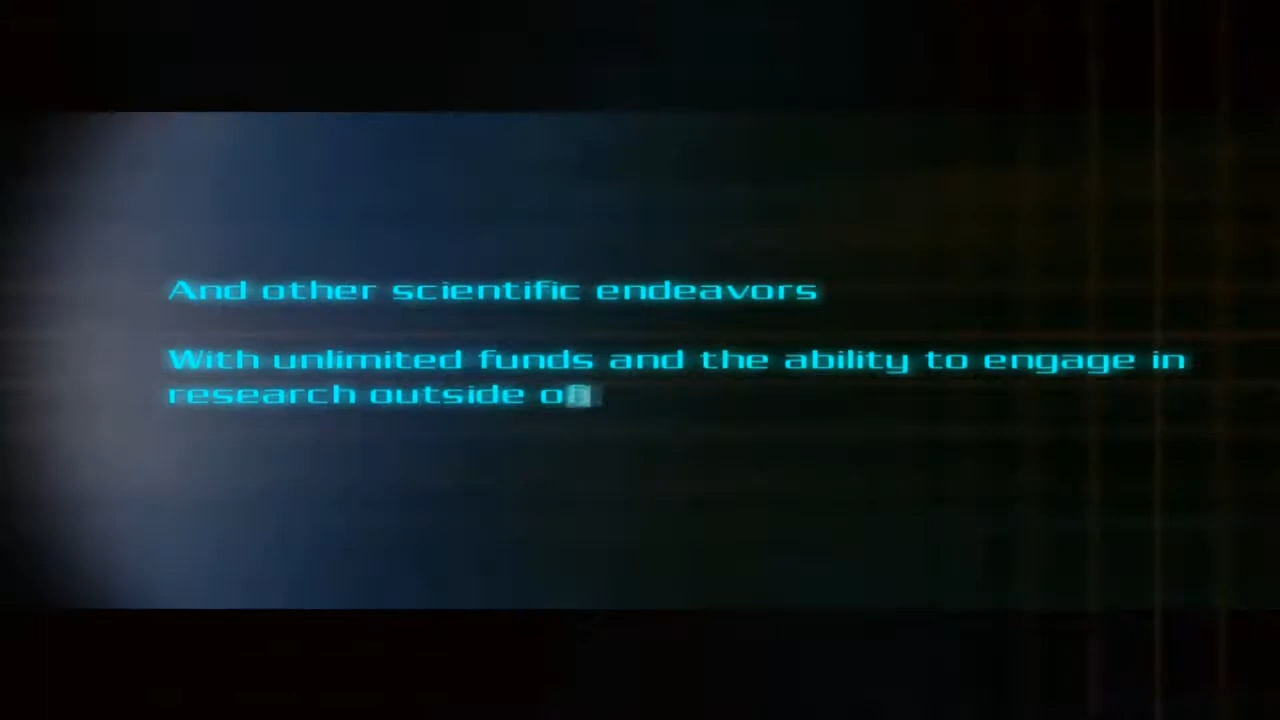 And other scientific endeavors
With unlimited funds and the ability to engage in
research outside o